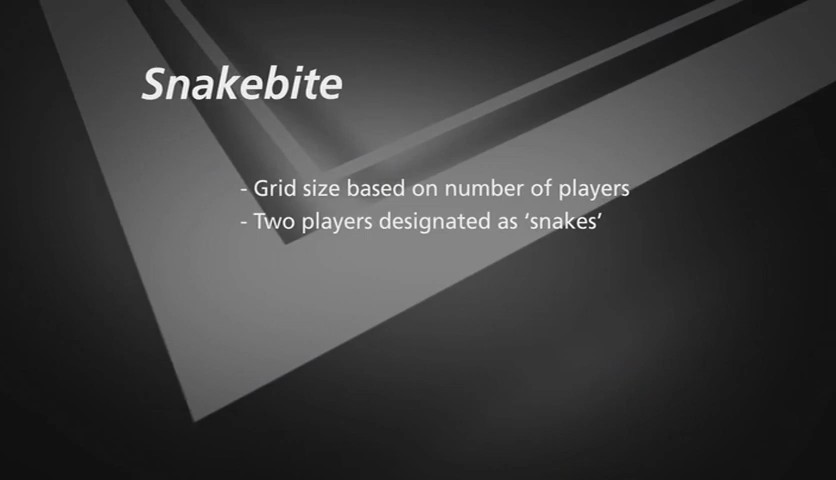 Snakebite
- Grid size based on number of players
- Two players designated as ‘snakes’